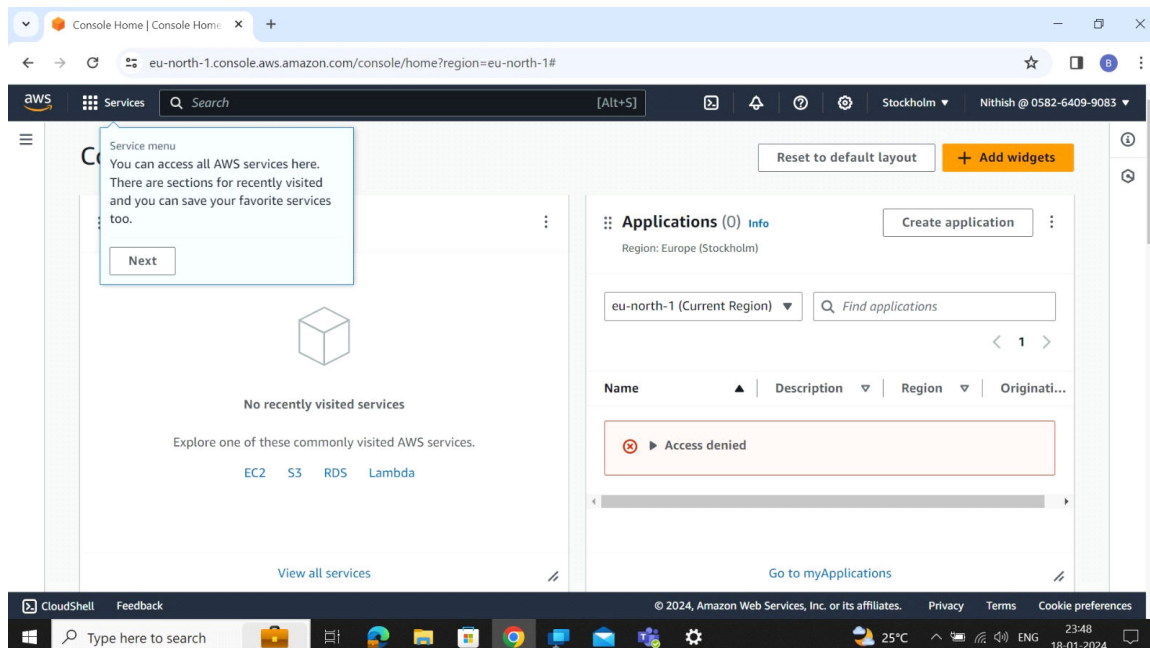 Console Home | Console Home
eu-north-1.console.aws.amazon.com/console/home?region=eu-north-1#
B
aws
Services
Search
[Alt+S]
Stockholm
Nithish @ 0582-6409-9083
Service menu
You can access all AWS services here.
There are sections for recently visited
and you can save your favorite services
too.
Next
Reset to default layout
+ Add widgets
No recently visited services
Explore one of these commonly visited AWS services.
EC2 S3 RDS Lambda
View all services
Applications (0) Info
Region: Europe (Stockholm)
Create application
eu-north-1 (Current Region)
Find applications
1
Name Description Region Originati...
Access denied
Go to myApplications
CloudShell Feedback
© 2024, Amazon Web Services, Inc. or its affiliates. Privacy Terms Cookie preferences
Type here to search
25°C
ENG
23:48
18-01-2024